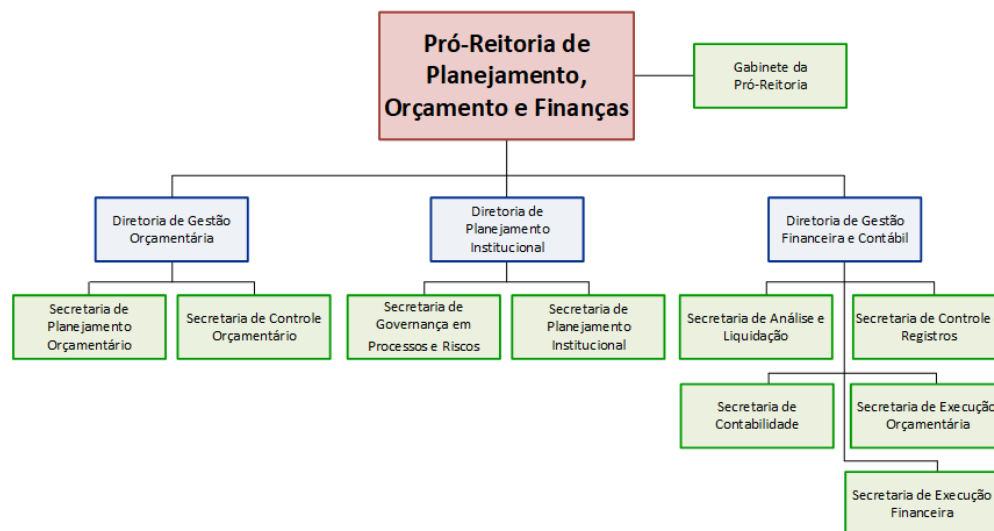 Pró-Reitoria de
Planejamento,
Orçamento e Finanças
Gabinete da
Pró-Reitoria
Diretoria de Gestão
Orçamentária
Diretoria de
Planejamento
Institucional
Diretoria de Gestão
Financeira e Contábil
Secretaria de
Planejamento
Orçamentário
Secretaria de Controle
Orçamentário
Secretaria de
Governança em
Processos e Riscos
Secretaria de
Planejamento
Institucional
Secretaria de Análise e
Liquidação
Secretaria de Controle
Registros
Secretaria de
Contabilidade
Secretaria de Execução
Orçamentária
Secretaria de Execução
Financeira